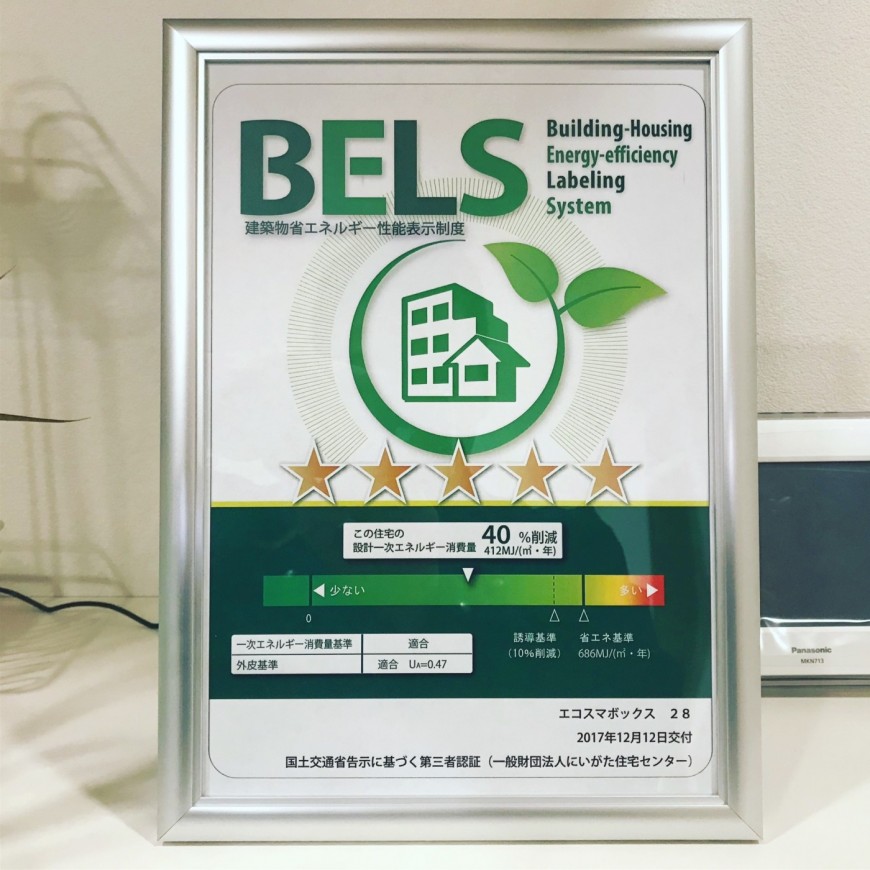 BELS
Building-Housing
Energy-efficiency
Labeling
System
建築物省エネルギー性能表示制度
この住宅の
設計一次エネルギー消費量 40 %削減
412MJ/(㎡・年)
少ない
多い
0
誘導基準
(10%削減)
省エネ基準
686MJ/(㎡・年)
一次エネルギー消費量基準 適合
外皮基準 適合 UA=0.47
エコスマボックス 28
2017年12月12日交付
国土交通省告示に基づく第三者認証(一般財団法人にいがた住宅センター)
Panasonic
MKN713